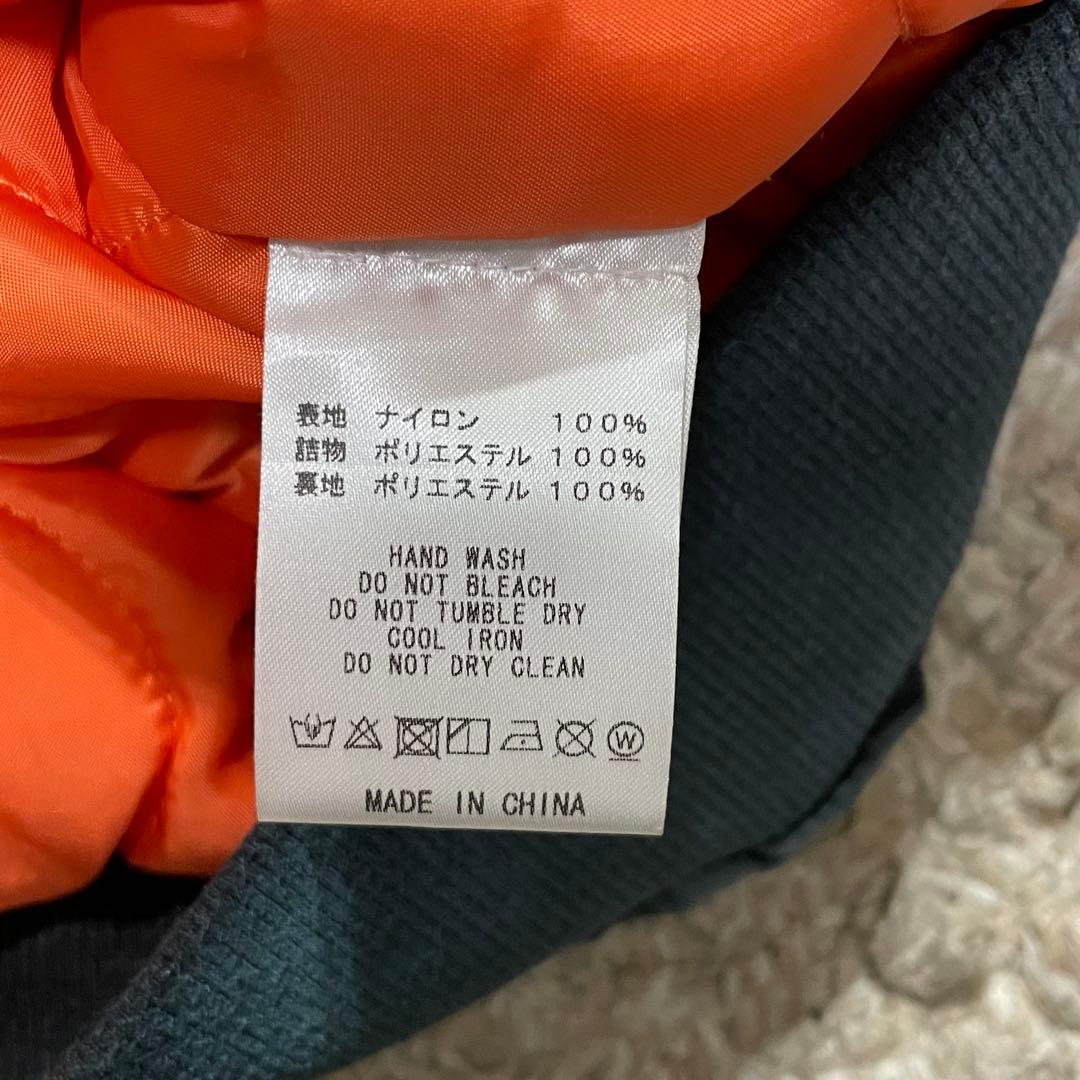 表地 ナイロン 100%
詰物 ポリエステル 100%
裏地 ポリエステル 100%
HAND WASH
DO NOT BLEACH
DO NOT TUMBLE DRY
COOL IRON
DO NOT DRY CLEAN
W
MADE IN CHINA